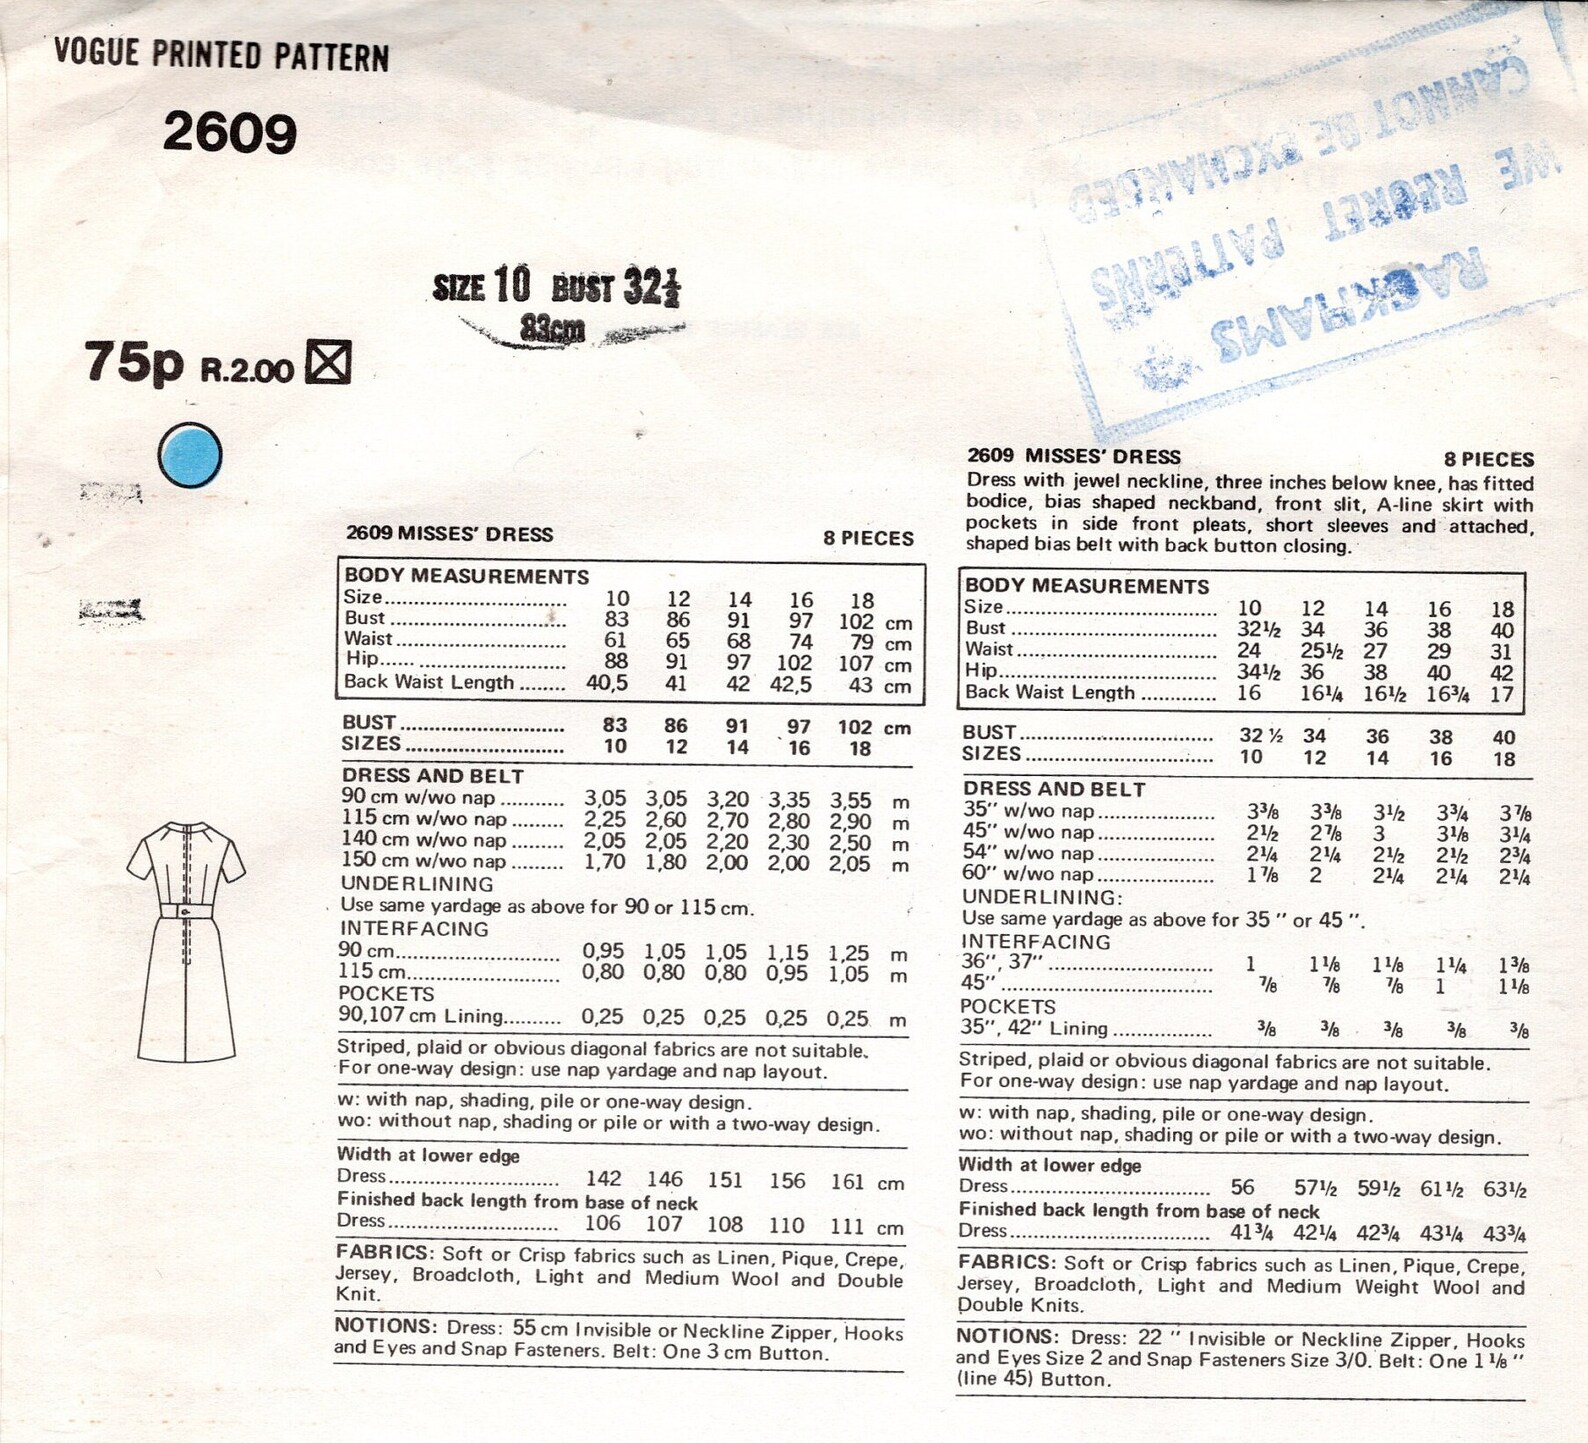 VOGUE PRINTED PATTERN
2609
CANNOT BE EXCHANGED
WE REGRET PATTERNS
RACKHAMS
SIZE 10 BUST 32½
83cm
75p R.2.00
2609 MISSES' DRESS 8 PIECES
BODY MEASUREMENTS
Size 10 12 14 16 18
Bust 83 86 91 97 102 cm
Waist 61 65 68 74 79 cm
Hip 88 91 97 102 107 cm
Back Waist Length 40,5 41 42 42,5 43 cm
BUST 83 86 91 97 102 cm
SIZES 10 12 14 16 18
DRESS AND BELT
90 cm w/wo nap 3,05 3,05 3,20 3,35 3,55 m
115 cm w/wo nap 2,25 2,60 2,70 2,80 2,90 m
140 cm w/wo nap 2,05 2,05 2,20 2,30 2,50 m
150 cm w/wo nap 1,70 1,80 2,00 2,00 2,05 m
UNDERLINING
Use same yardage as above for 90 or 115 cm.
INTERFACING
90 cm 0,95 1,05 1,05 1,15 1,25 m
115 cm 0,80 0,80 0,80 0,95 1,05 m
POCKETS
90,107 cm Lining 0,25 0,25 0,25 0,25 0,25 m
Striped, plaid or obvious diagonal fabrics are not suitable.
For one-way design: use nap yardage and nap layout.
w: with nap, shading, pile or one-way design.
wo: without nap, shading or pile or with a two-way design.
Width at lower edge
Dress 142 146 151 156 161 cm
Finished back length from base of neck
Dress 106 107 108 110 111 cm
FABRICS: Soft or Crisp fabrics such as Linen, Pique, Crepe,
Jersey, Broadcloth, Light and Medium Wool and Double
Knit.
NOTIONS: Dress: 55 cm Invisible or Neckline Zipper, Hooks
and Eyes and Snap Fasteners. Belt: One 3 cm Button.
2609 MISSES' DRESS 8 PIECES
Dress with jewel neckline, three inches below knee, has fitted
bodice, bias shaped neckband, front slit, A-line skirt with
pockets in side front pleats, short sleeves and attached,
shaped bias belt with back button closing.
BODY MEASUREMENTS
Size 10 12 14 16 18
Bust 32½ 34 36 38 40
Waist 24 25½ 27 29 31
Hip 34½ 36 38 40 42
Back Waist Length 16 16¼ 16½ 16¾ 17
BUST 32 ½ 34 36 38 40
SIZES 10 12 14 16 18
DRESS AND BELT
35" w/wo nap 3⅜ 3⅜ 3½ 3¾ 3⅞
45" w/wo nap 2½ 2⅞ 3 3⅛ 3¼
54" w/wo nap 2¼ 2¼ 2½ 2½ 2¾
60" w/wo nap 1⅞ 2 2¼ 2¼ 2¼
UNDERLINING:
Use same yardage as above for 35 " or 45 ".
INTERFACING
36", 37" 1 1⅛ 1⅛ 1¼ 1⅜
45" ⅞ ⅞ ⅞ 1 1⅛
POCKETS
35", 42" Lining ⅜ ⅜ ⅜ ⅜ ⅜
Striped, plaid or obvious diagonal fabrics are not suitable.
For one-way design: use nap yardage and nap layout.
w: with nap, shading, pile or one-way design.
wo: without nap, shading or pile or with a two-way design.
Width at lower edge
Dress 56 57½ 59½ 61½ 63½
Finished back length from base of neck
Dress 41¾ 42¼ 42¾ 43¼ 43¾
FABRICS: Soft or Crisp fabrics such as Linen, Pique, Crepe,
Jersey, Broadcloth, Light and Medium Weight Wool and
Double Knits.
NOTIONS: Dress: 22 " Invisible or Neckline Zipper, Hooks
and Eyes Size 2 and Snap Fasteners Size 3/0. Belt: One 1⅛ "
(line 45) Button.